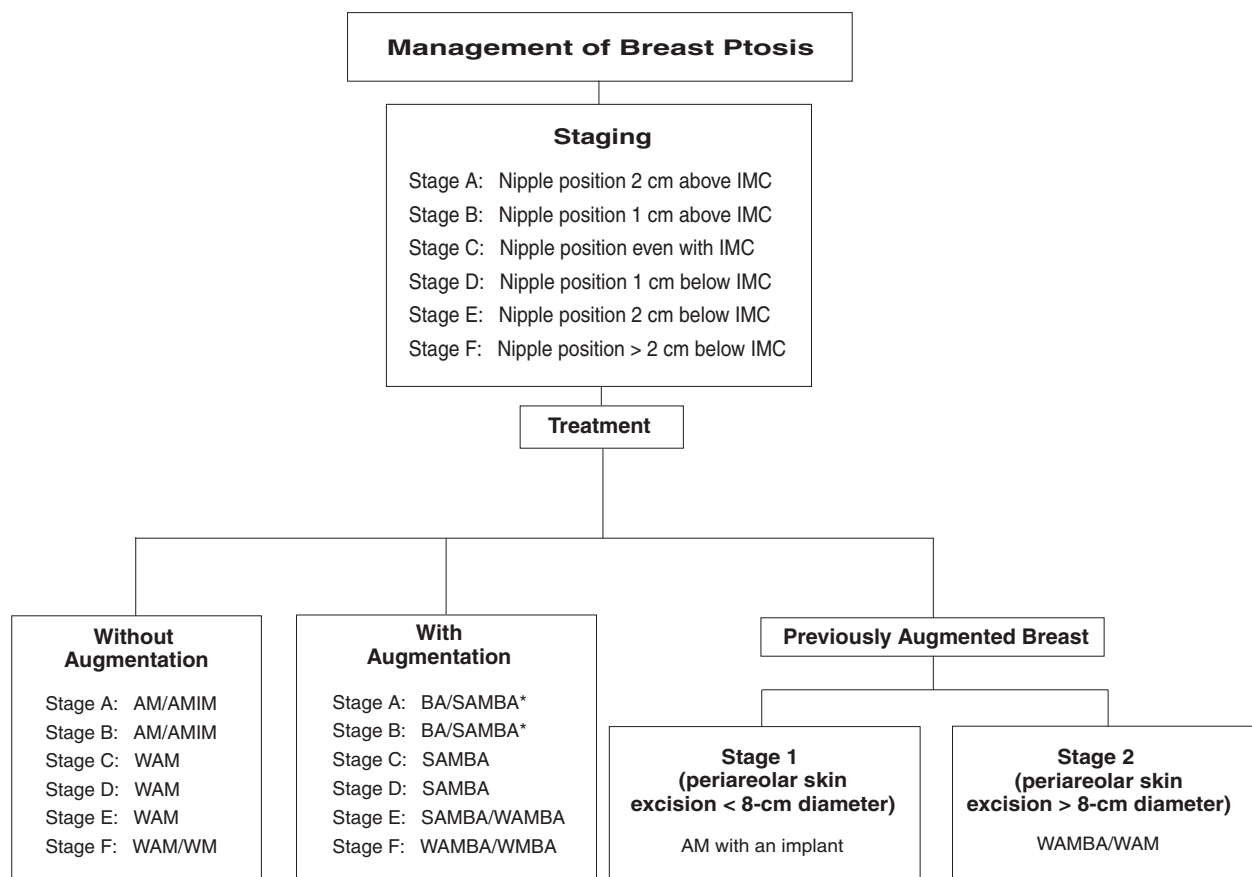 Management of Breast Ptosis
Staging
Stage A: Nipple position 2 cm above IMC
Stage B: Nipple position 1 cm above IMC
Stage C: Nipple position even with IMC
Stage D: Nipple position 1 cm below IMC
Stage E: Nipple position 2 cm below IMC
Stage F: Nipple position > 2 cm below IMC
Treatment
Without
Augmentation
Stage A: AM/AMIM
Stage B: AM/AMIM
Stage C: WAM
Stage D: WAM
Stage E: WAM
Stage F: WAM/WM
With
Augmentation
Stage A: BA/SAMBA*
Stage B: BA/SAMBA*
Stage C: SAMBA
Stage D: SAMBA
Stage E: SAMBA/WAMBA
Stage F: WAMBA/WMBA
Previously Augmented Breast
Stage 1
(periareolar skin
excision < 8-cm diameter)
AM with an implant
Stage 2
(periareolar skin
excision > 8-cm diameter)
WAMBA/WAM